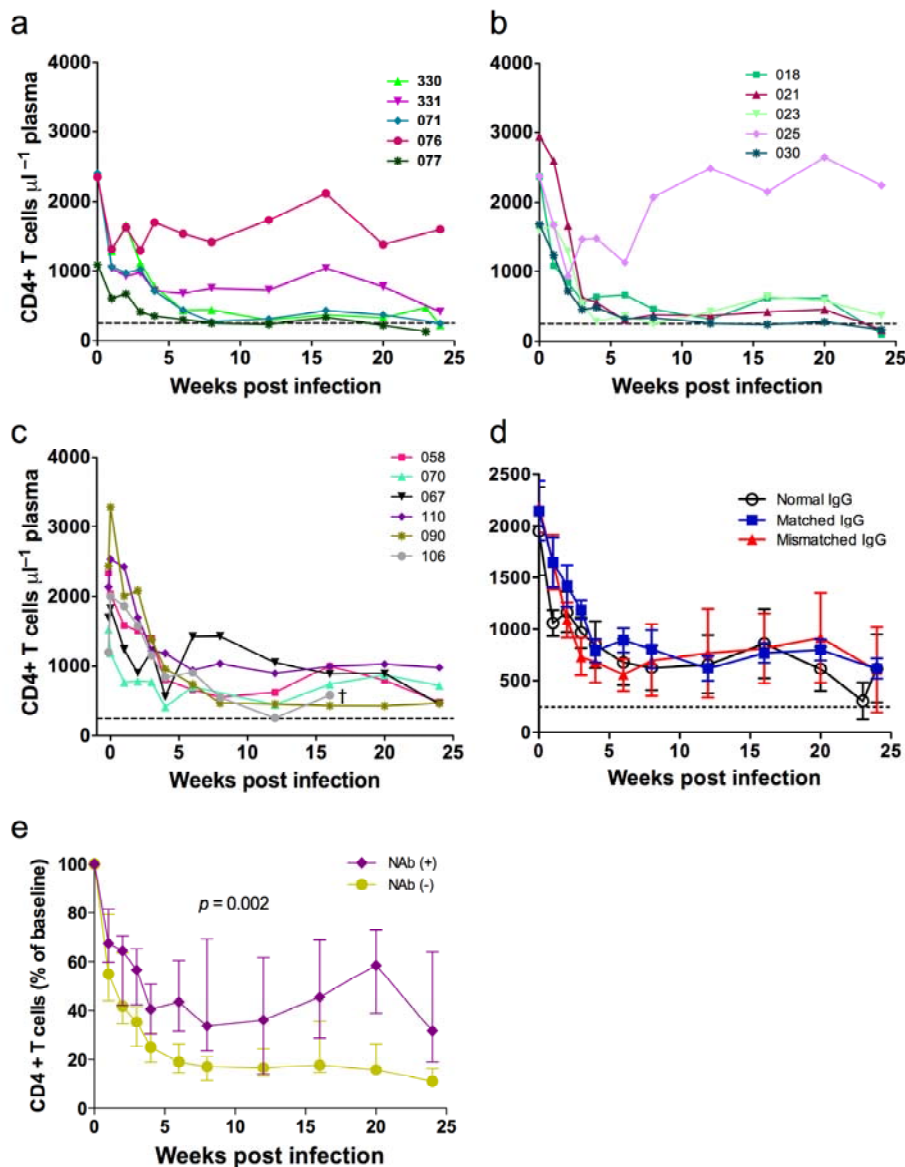 a
4000
3000
2000
1000
0
CD4+ T cells µl⁻¹ plasma
330
331
071
076
077
0 5 10 15 20 25
Weeks post infection
b
4000
3000
2000
1000
0
018
021
023
025
030
0 5 10 15 20 25
Weeks post infection
c
4000
3000
2000
1000
0
CD4+ T cells µl⁻¹ plasma
058
070
067
110
090
106
†
0 5 10 15 20 25
Weeks post infection
d
2500
2000
1500
1000
500
0
Normal IgG
Matched IgG
Mismatched IgG
0 5 10 15 20 25
Weeks post infection
e
100
80
60
40
20
0
CD4 + T cells (% of baseline)
NAb (+)
NAb (-)
p = 0.002
0 5 10 15 20 25
Weeks post infection